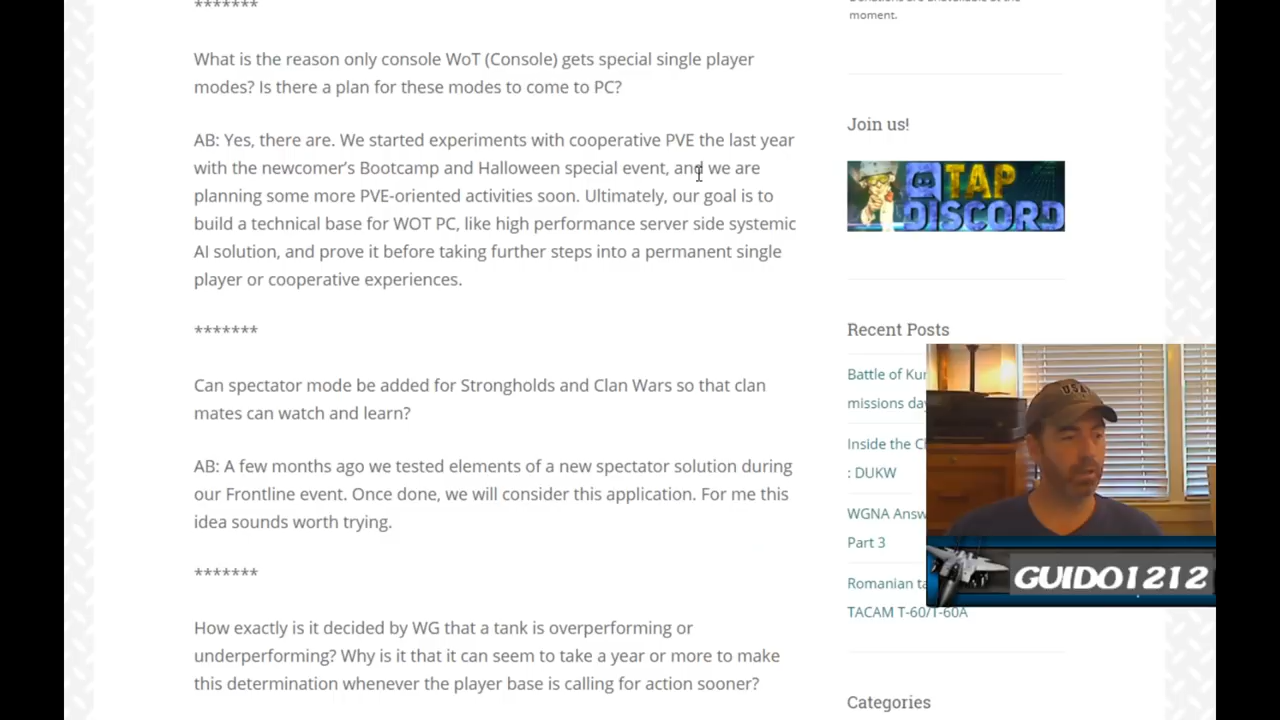 *******
Donations are unavailable at the
moment.
What is the reason only console WoT (Console) gets special single player
modes? Is there a plan for these modes to come to PC?
AB: Yes, there are. We started experiments with cooperative PVE the last year
with the newcomer's Bootcamp and Halloween special event, and we are
planning some more PVE-oriented activities soon. Ultimately, our goal is to
build a technical base for WOT PC, like high performance server side systemic
AI solution, and prove it before taking further steps into a permanent single
player or cooperative experiences.
*******
Can spectator mode be added for Strongholds and Clan Wars so that clan
mates can watch and learn?
AB: A few months ago we tested elements of a new spectator solution during
our Frontline event. Once done, we will consider this application. For me this
idea sounds worth trying.
*******
How exactly is it decided by WG that a tank is overperforming or
underperforming? Why is it that it can seem to take a year or more to make
this determination whenever the player base is calling for action sooner?
Join us!
TAP
DISCORD
Recent Posts
Battle of Kur
missions da
Inside the C
: DUKW
WGNA Answ
Part 3
Romanian ta
TACAM T-60/T-60A
Categories
USA
GUIDO1212